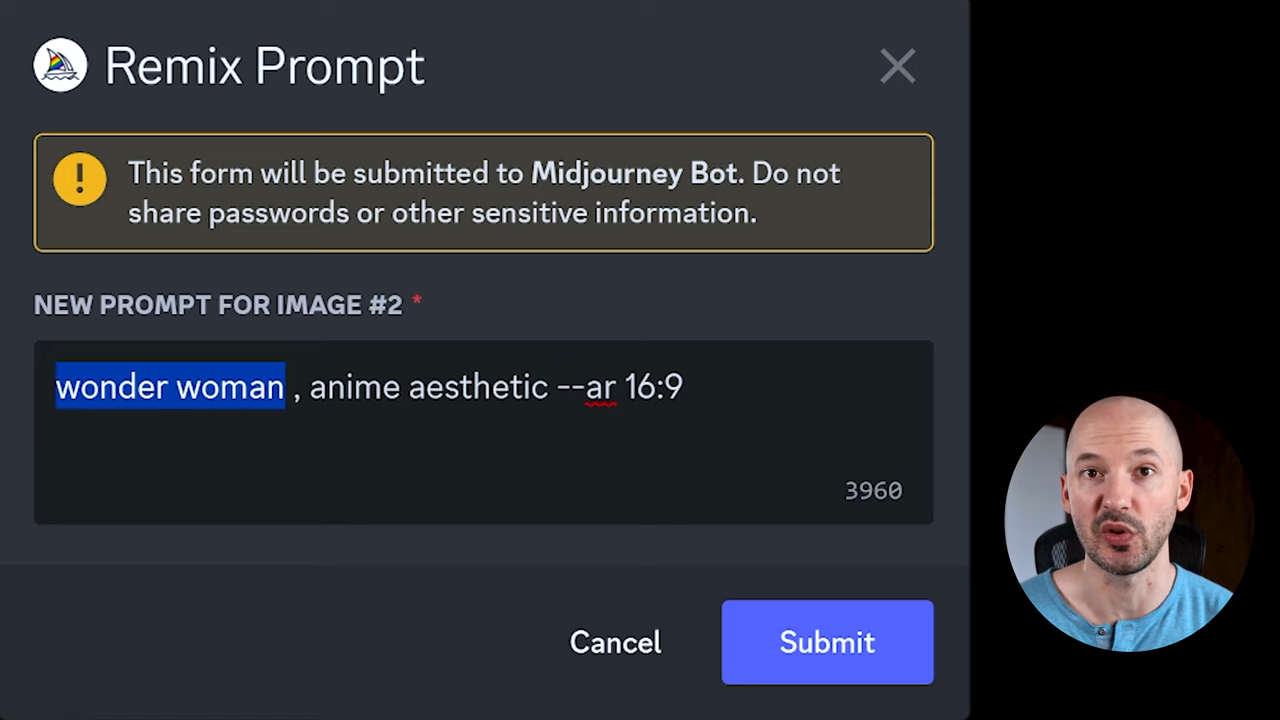 Remix Prompt
This form will be submitted to Midjourney Bot. Do not
share passwords or other sensitive information.
NEW PROMPT FOR IMAGE #2 *
wonder woman , anime aesthetic --ar 16:9
3960
Cancel
Submit